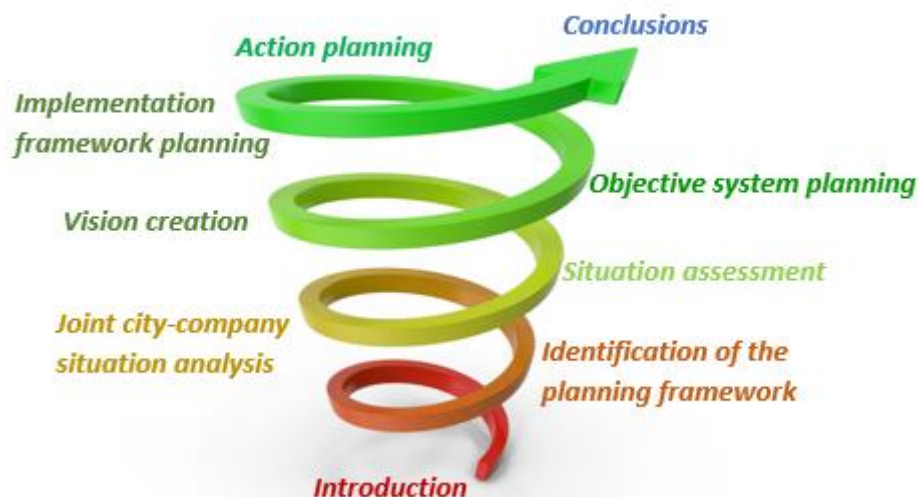 Conclusions
Action planning
Implementation
framework planning
Objective system planning
Vision creation
Situation assessment
Joint city-company
situation analysis
Identification of the
planning framework
Introduction